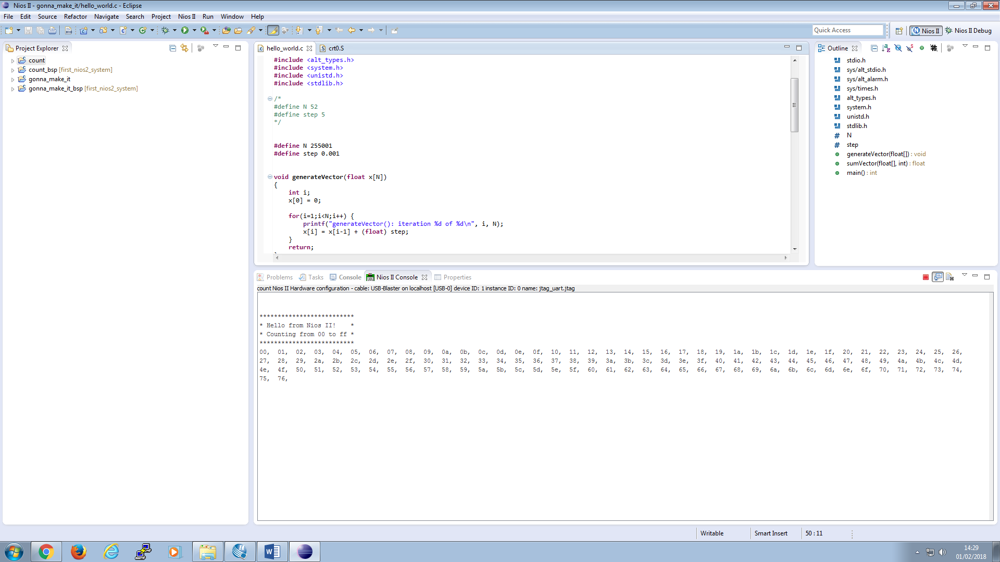 Nios II - gonna_make_it/hello_world.c - Eclipse
File Edit Source Refactor Navigate Search Project Nios II Run Window Help
Quick Access
Nios II
Nios II Debug
Project Explorer
count
count_bsp [first_nios2_system]
gonna_make_it
gonna_make_it_bsp [first_nios2_system]
hello_world.c
crt0.S
#include <alt_types.h>
#include <system.h>
#include <unistd.h>
#include <stdlib.h>
/*
#define N 52
#define step 5
*/
#define N 255001
#define step 0.001
void generateVector(float x[N])
{
int i;
x[0] = 0;
for(i=1;i<N;i++) {
printf("generateVector(): iteration %d of %d\n", i, N);
x[i] = x[i-1] + (float) step;
}
return;
Outline
stdio.h
sys/alt_stdio.h
sys/alt_alarm.h
sys/times.h
alt_types.h
system.h
unistd.h
stdlib.h
N
step
generateVector(float[]) : void
sumVector(float[], int) : float
main() : int
Problems Tasks Console Nios II Console Properties
count Nios II Hardware configuration - cable: USB-Blaster on localhost [USB-0] device ID: 1 instance ID: 0 name: jtag_uart.jtag
**************************
* Hello from Nios II!    *
* Counting from 00 to ff *
**************************
00, 01, 02, 03, 04, 05, 06, 07, 08, 09, 0a, 0b, 0c, 0d, 0e, 0f, 10, 11, 12, 13, 14, 15, 16, 17, 18, 19, 1a, 1b, 1c, 1d, 1e, 1f, 20, 21, 22, 23, 24, 25, 26,
27, 28, 29, 2a, 2b, 2c, 2d, 2e, 2f, 30, 31, 32, 33, 34, 35, 36, 37, 38, 39, 3a, 3b, 3c, 3d, 3e, 3f, 40, 41, 42, 43, 44, 45, 46, 47, 48, 49, 4a, 4b, 4c, 4d,
4e, 4f, 50, 51, 52, 53, 54, 55, 56, 57, 58, 59, 5a, 5b, 5c, 5d, 5e, 5f, 60, 61, 62, 63, 64, 65, 66, 67, 68, 69, 6a, 6b, 6c, 6d, 6e, 6f, 70, 71, 72, 73, 74,
75, 76,
Writable
Smart Insert
50 : 11
14:29
01/02/2018